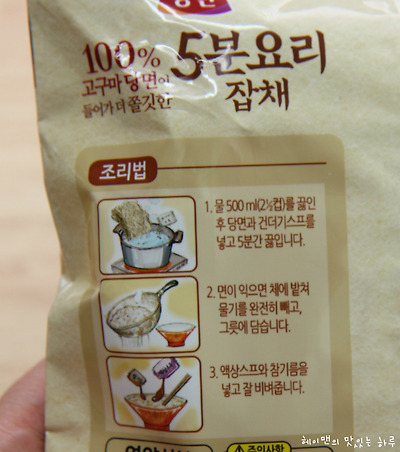 당면
100%
고구마 당면이
들어가 더 쫄깃한
5분요리
잡채
조리법
1. 물 500 ml(2½컵)를 끓인
후 당면과 건더기스프를
넣고 5분간 끓입니다.
2. 면이 익으면 체에 밭쳐
물기를 완전히 빼고,
그릇에 담습니다.
3. 액상스프와 참기름을
넣고 잘 비벼줍니다.
주의사항
헤이맨의 맛있는 하루